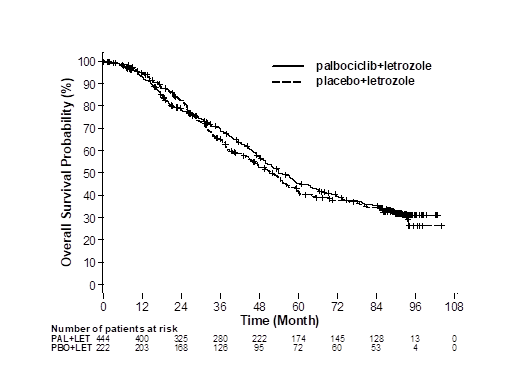 Overall Survival Probability (%)
100
90
80
70
60
50
40
30
20
10
0
palbociclib+letrozole
placebo+letrozole
0 12 24 36 48 60 72 84 96 108
Time (Month)
Number of patients at risk
PAL+LET 444 400 325 280 222 174 145 128 13 0
PBO+LET 222 203 168 126 95 72 60 53 4 0